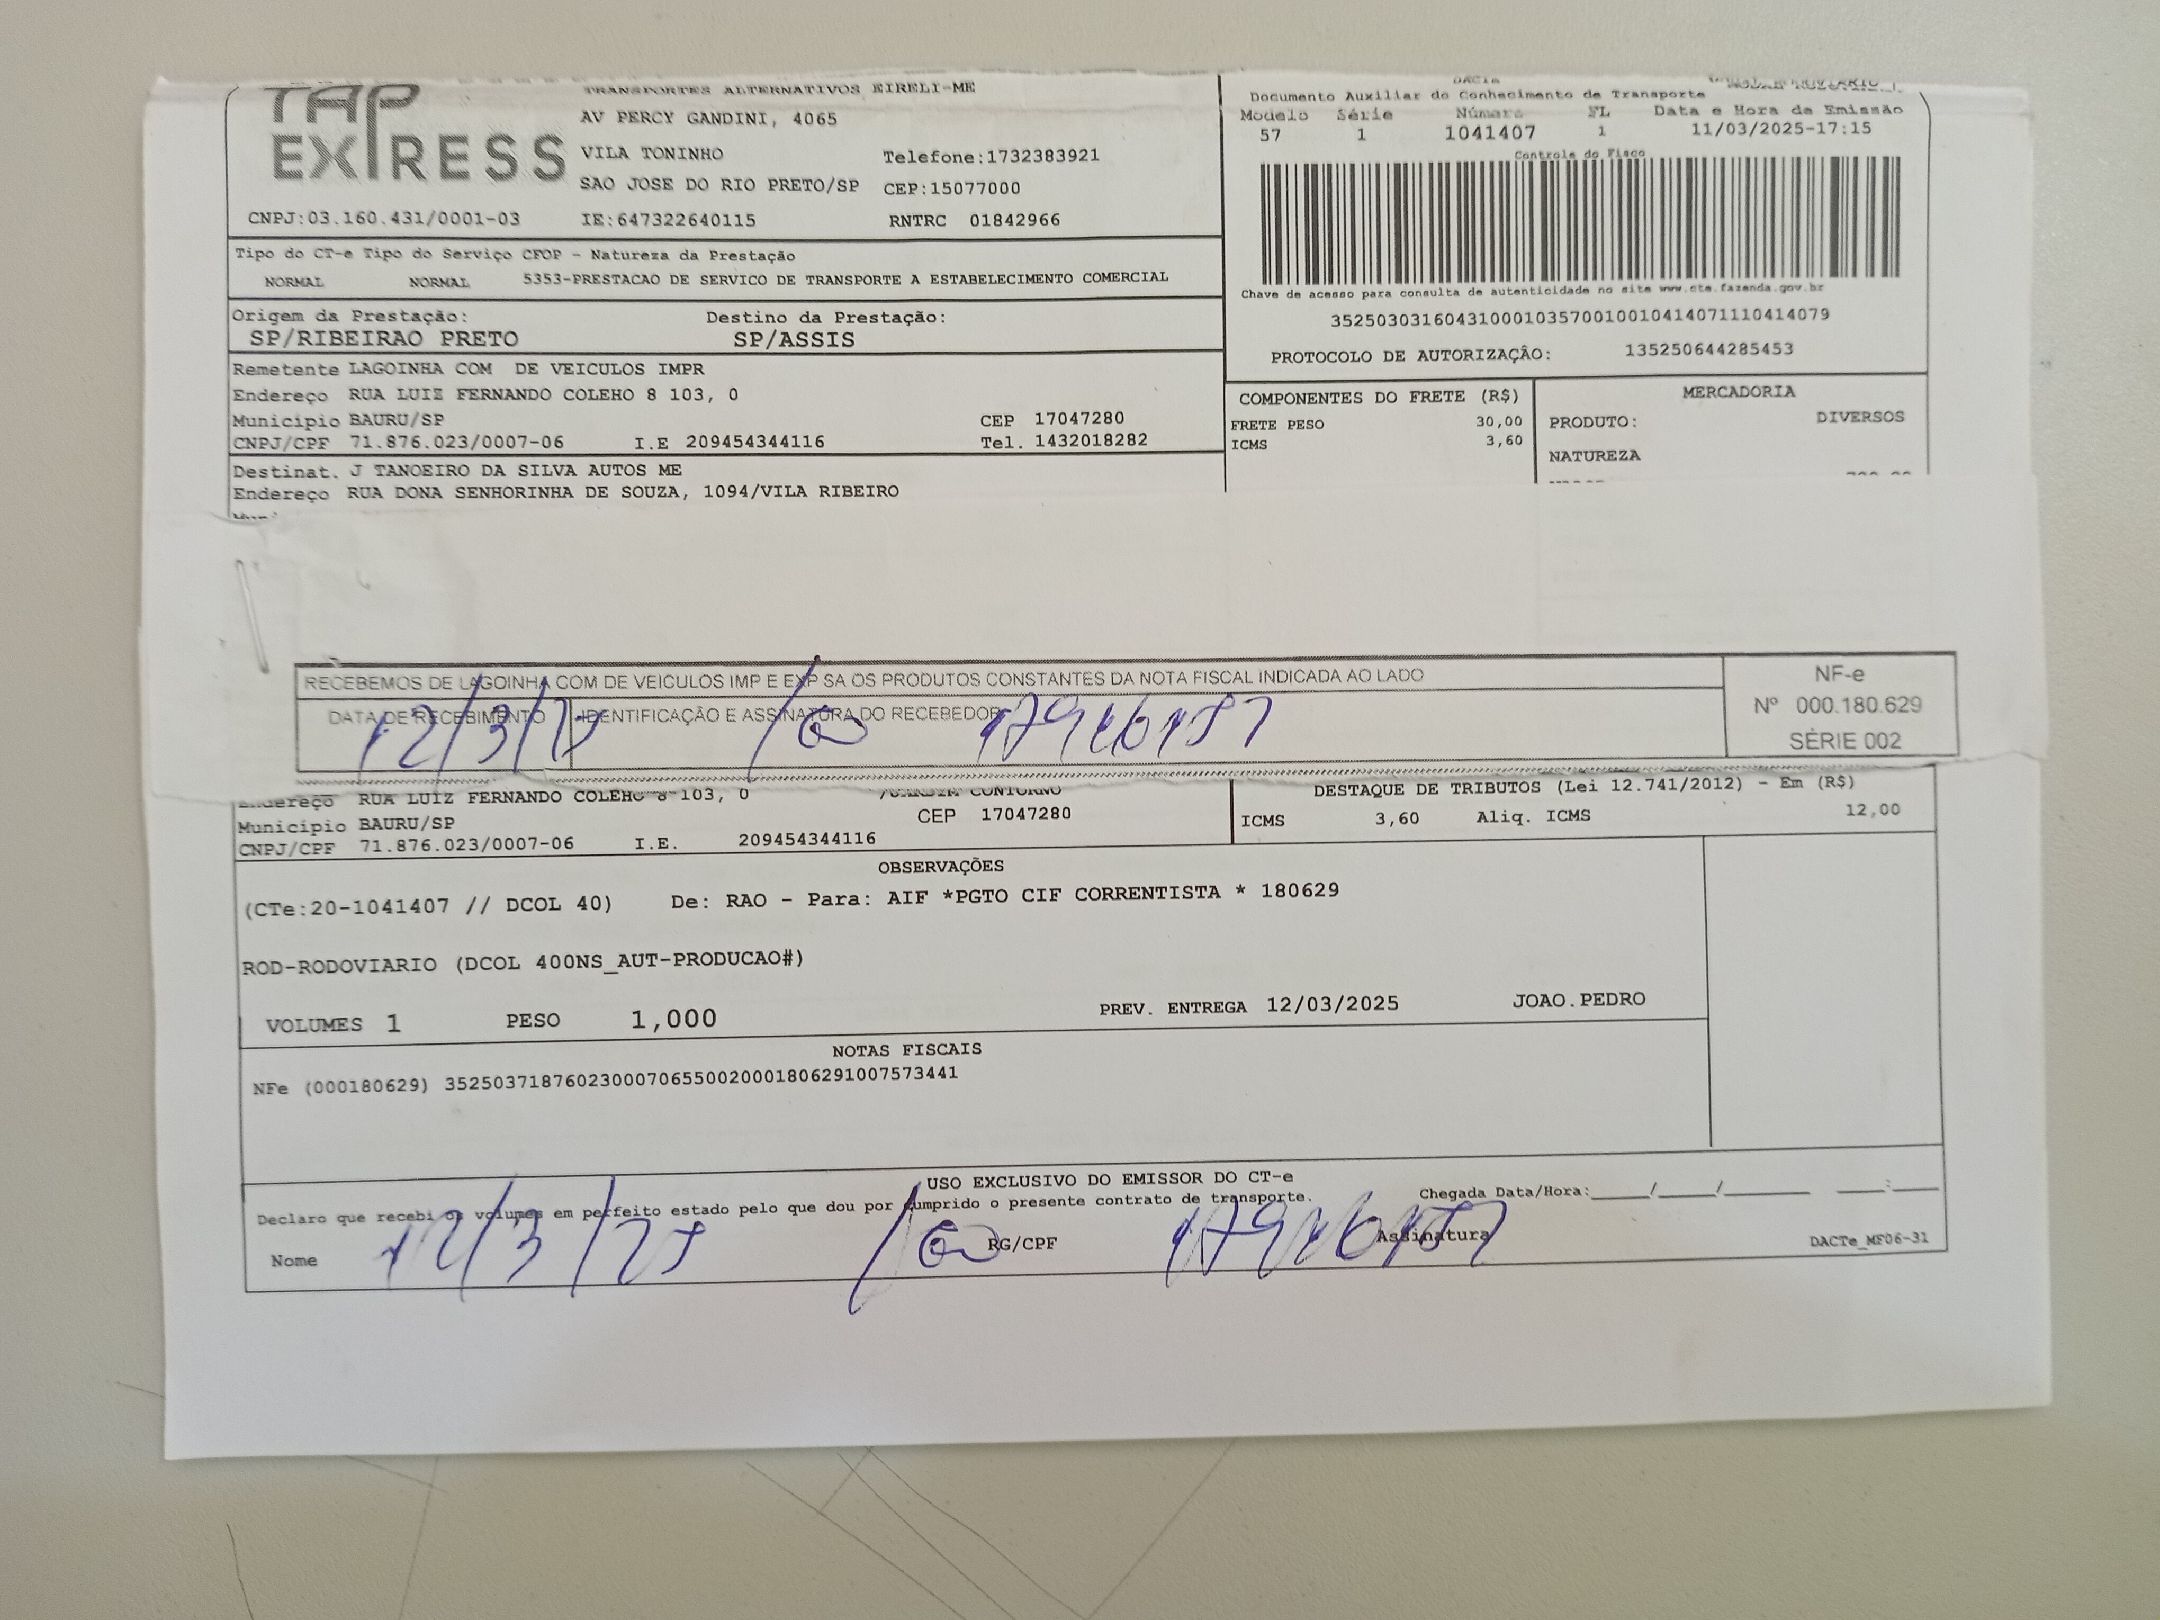 TAP EXPRESS
TRANSPORTES ALTERNATIVOS EIRELI-ME
AV PERCY GANDINI, 4065
VILA TONINHO Telefone:1732383921
SAO JOSE DO RIO PRETO/SP CEP:15077000
CNPJ:03.160.431/0001-03 IE:647322640115 RNTRC 01842966
DACTE
Documento Auxiliar do Conhecimento de Transporte
Modelo Série Número FL Data e Hora da Emissão
57 1 1041407 1 11/03/2025-17:15
Controle do Fisco
Chave de acesso para consulta de autenticidade no site www.cte.fazenda.gov.br
35250303160431000103570010010414071110414079
PROTOCOLO DE AUTORIZAÇÂO: 135250644285453
Tipo do CT-e Tipo do Serviço CFOP - Natureza da Prestação
NORMAL NORMAL 5353-PRESTACAO DE SERVICO DE TRANSPORTE A ESTABELECIMENTO COMERCIAL
Origem da Prestação: Destino da Prestação:
SP/RIBEIRAO PRETO SP/ASSIS
Remetente LAGOINHA COM DE VEICULOS IMPR
Endereço RUA LUIZ FERNANDO COLEHO 8 103, 0
Município BAURU/SP CEP 17047280
CNPJ/CPF 71.876.023/0007-06 I.E 209454344116 Tel. 1432018282
COMPONENTES DO FRETE (R$)
FRETE PESO 30,00
ICMS 3,60
MERCADORIA
PRODUTO: DIVERSOS
NATUREZA
Destinat. J TANOEIRO DA SILVA AUTOS ME
Endereço RUA DONA SENHORINHA DE SOUZA, 1094/VILA RIBEIRO
RECEBEMOS DE LAGOINHA COM DE VEICULOS IMP E EXP SA OS PRODUTOS CONSTANTES DA NOTA FISCAL INDICADA AO LADO
DATA DE RECEBIMENTO IDENTIFICAÇÃO E ASSINATURA DO RECEBEDOR
12/3/25
NF-e
Nº 000.180.629
SÉRIE 002
Endereço RUA LUIZ FERNANDO COLEHO 8 103, 0
Município BAURU/SP CEP 17047280
CNPJ/CPF 71.876.023/0007-06 I.E. 209454344116
DESTAQUE DE TRIBUTOS (Lei 12.741/2012) - Em (R$)
ICMS 3,60 Aliq. ICMS 12,00
OBSERVAÇÕES
(CTe:20-1041407 // DCOL 40) De: RAO - Para: AIF *PGTO CIF CORRENTISTA * 180629
ROD-RODOVIARIO (DCOL 400NS_AUT-PRODUCAO#)
VOLUMES 1 PESO 1,000 PREV. ENTREGA 12/03/2025 JOAO.PEDRO
NOTAS FISCAIS
NFe (000180629) 35250371876023000706550020001806291007573441
USO EXCLUSIVO DO EMISSOR DO CT-e
Declaro que recebi os volumes em perfeito estado pelo que dou por cumprido o presente contrato de transporte. Chegada Data/Hora:_____/_____/_______ ____:____
Nome 12/3/25 RG/CPF Assinatura DACTe_MF06-31